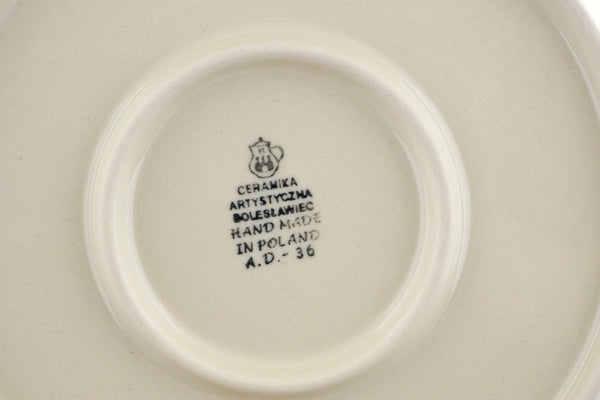 CERAMIKA
ARTYSTYCZNA
BOLESŁAWIEC
HAND MADE
IN POLAND
A.D.- 36